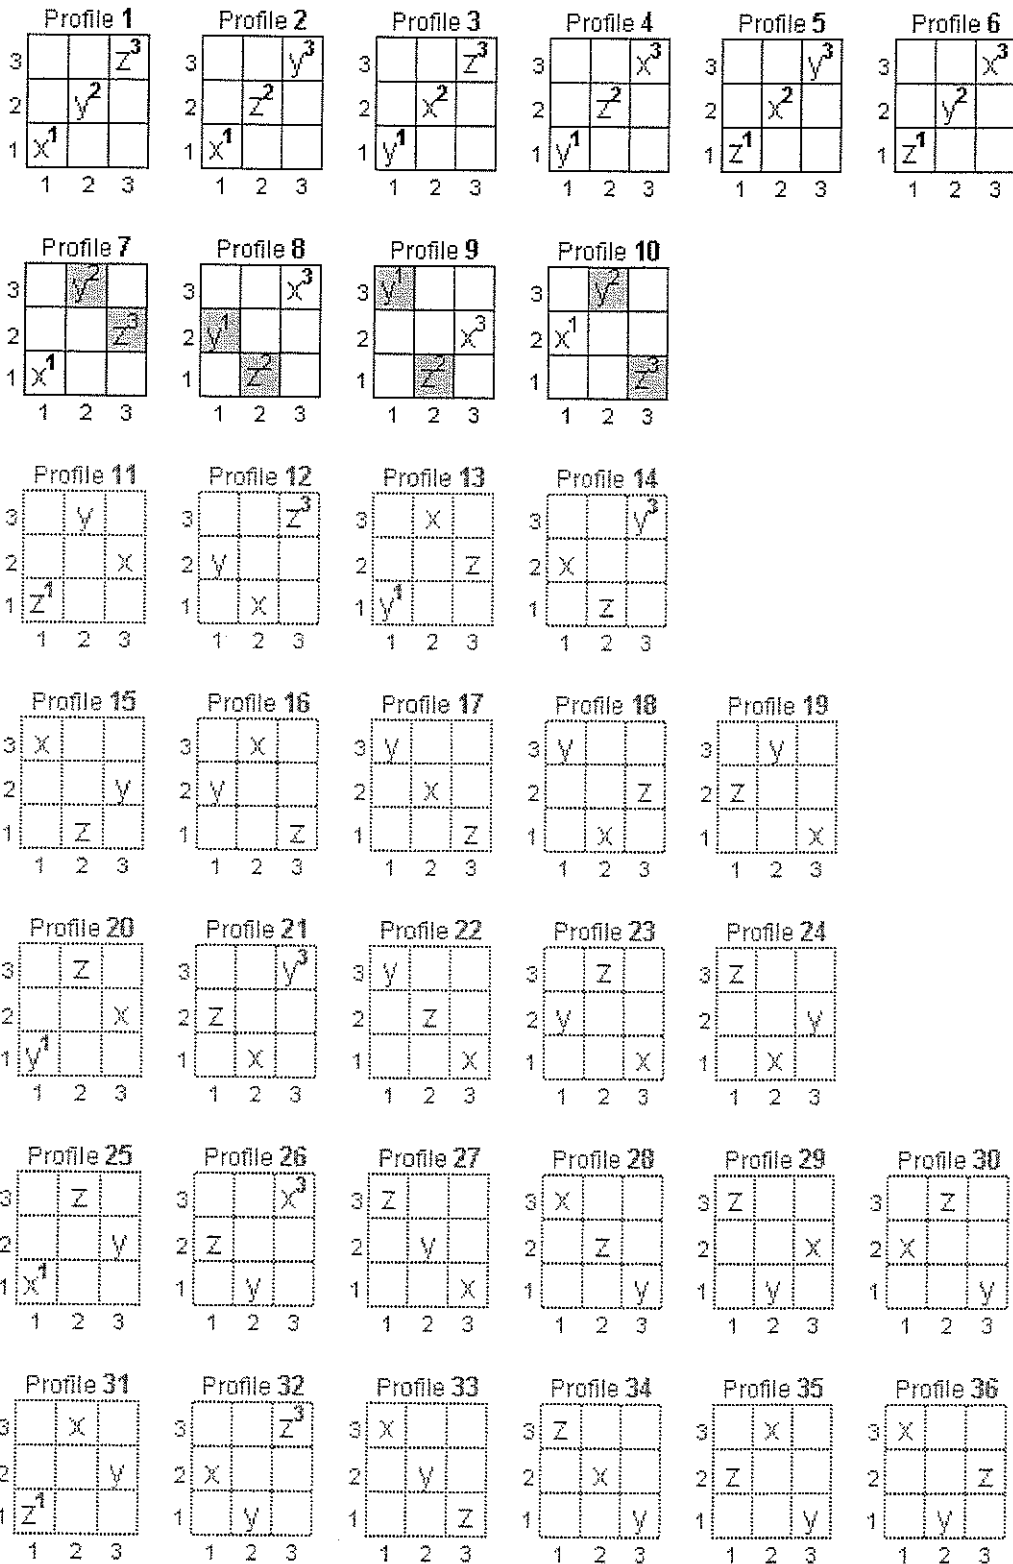 Profile 1 Profile 2 Profile 3 Profile 4 Profile 5 Profile 6
3 z³ 3 y³ 3 z³ 3 x³ 3 y³ 3 x³
2 y² 2 z² 2 x² 2 z² 2 x² 2 y²
1 x¹ 1 x¹ 1 y¹ 1 y¹ 1 z¹ 1 z¹
1 2 3 1 2 3 1 2 3 1 2 3 1 2 3 1 2 3
Profile 7 Profile 8 Profile 9 Profile 10
3 y² 3 x³ 3 y¹ 3 y²
2 z³ 2 y¹ 2 x³ 2 x¹
1 x¹ 1 z² 1 z² 1 z³
1 2 3 1 2 3 1 2 3 1 2 3
Profile 11 Profile 12 Profile 13 Profile 14
3 y 3 z³ 3 x 3 y³
2 x 2 y 2 z 2 x
1 z¹ 1 x 1 y¹ 1 z
1 2 3 1 2 3 1 2 3 1 2 3
Profile 15 Profile 16 Profile 17 Profile 18 Profile 19
3 x 3 x 3 y 3 y 3 y
2 y 2 y 2 x 2 z 2 z
1 z 1 z 1 z 1 x 1 x
1 2 3 1 2 3 1 2 3 1 2 3 1 2 3
Profile 20 Profile 21 Profile 22 Profile 23 Profile 24
3 z 3 y³ 3 y 3 z 3 z
2 x 2 z 2 z 2 y 2 y
1 y¹ 1 x 1 x 1 x 1 x
1 2 3 1 2 3 1 2 3 1 2 3 1 2 3
Profile 25 Profile 26 Profile 27 Profile 28 Profile 29 Profile 30
3 z 3 x³ 3 z 3 x 3 z 3 z
2 y 2 z 2 y 2 z 2 x 2 x
1 x¹ 1 y 1 x 1 y 1 y 1 y
1 2 3 1 2 3 1 2 3 1 2 3 1 2 3 1 2 3
Profile 31 Profile 32 Profile 33 Profile 34 Profile 35 Profile 36
3 x 3 z³ 3 x 3 z 3 x 3 x
2 y 2 x 2 y 2 x 2 z 2 z
1 z¹ 1 y 1 z 1 y 1 y 1 y
1 2 3 1 2 3 1 2 3 1 2 3 1 2 3 1 2 3